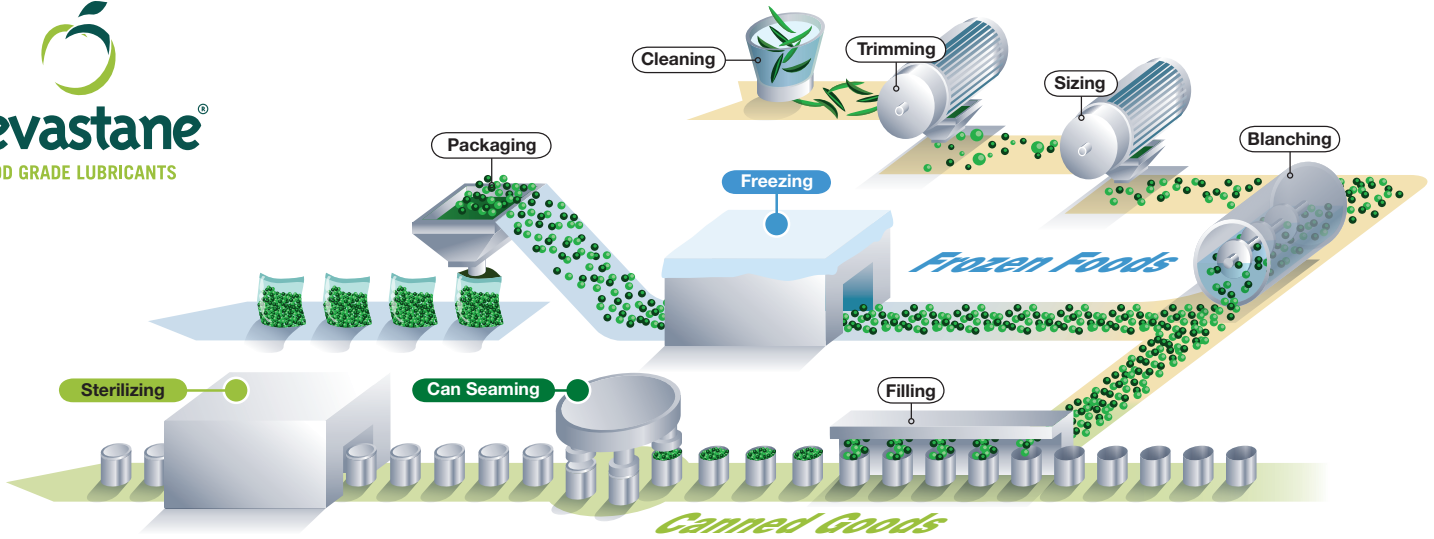 Cleaning
Trimming
Sizing
evastane®
OD GRADE LUBRICANTS
Packaging
Blanching
Freezing
Frozen Foods
Sterilizing
Can Seaming
Filling
Canned Goods